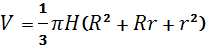 V = 1/3 πH(R² + Rr + r²)